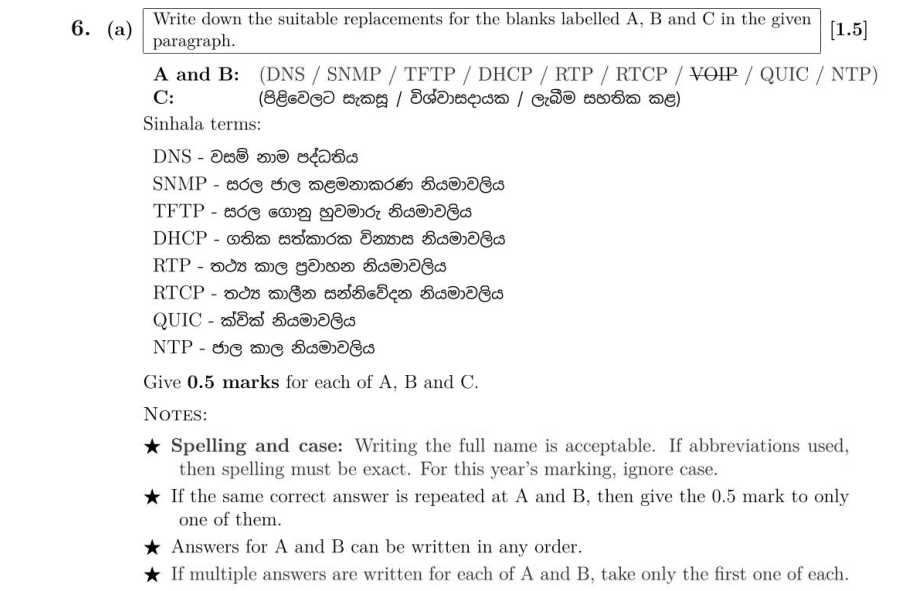 6. (a) Write down the suitable replacements for the blanks labelled A, B and C in the given [1.5]
paragraph.
A and B: (DNS / SNMP / TFTP / DHCP / RTP / RTCP / VOIP / QUIC / NTP)
C: (පිළිවෙලට සැකසූ / විශ්වාසදායක / ලැබීම සහතික කළ)
Sinhala terms:
DNS - වසම් නාම පද්ධතිය
SNMP - සරල ජාල කළමනාකරණ නියමාවලිය
TFTP - සරල ගොනු හුවමාරු නියමාවලිය
DHCP - ගතික සත්කාරක වින්‍යාස නියමාවලිය
RTP - තථ්‍ය කාල ප්‍රවාහන නියමාවලිය
RTCP - තථ්‍ය කාලීන සන්නිවේදන නියමාවලිය
QUIC - ක්වික් නියමාවලිය
NTP - ජාල කාල නියමාවලිය
Give 0.5 marks for each of A, B and C.
NOTES:
★ Spelling and case: Writing the full name is acceptable. If abbreviations used,
then spelling must be exact. For this year's marking, ignore case.
★ If the same correct answer is repeated at A and B, then give the 0.5 mark to only
one of them.
★ Answers for A and B can be written in any order.
★ If multiple answers are written for each of A and B, take only the first one of each.